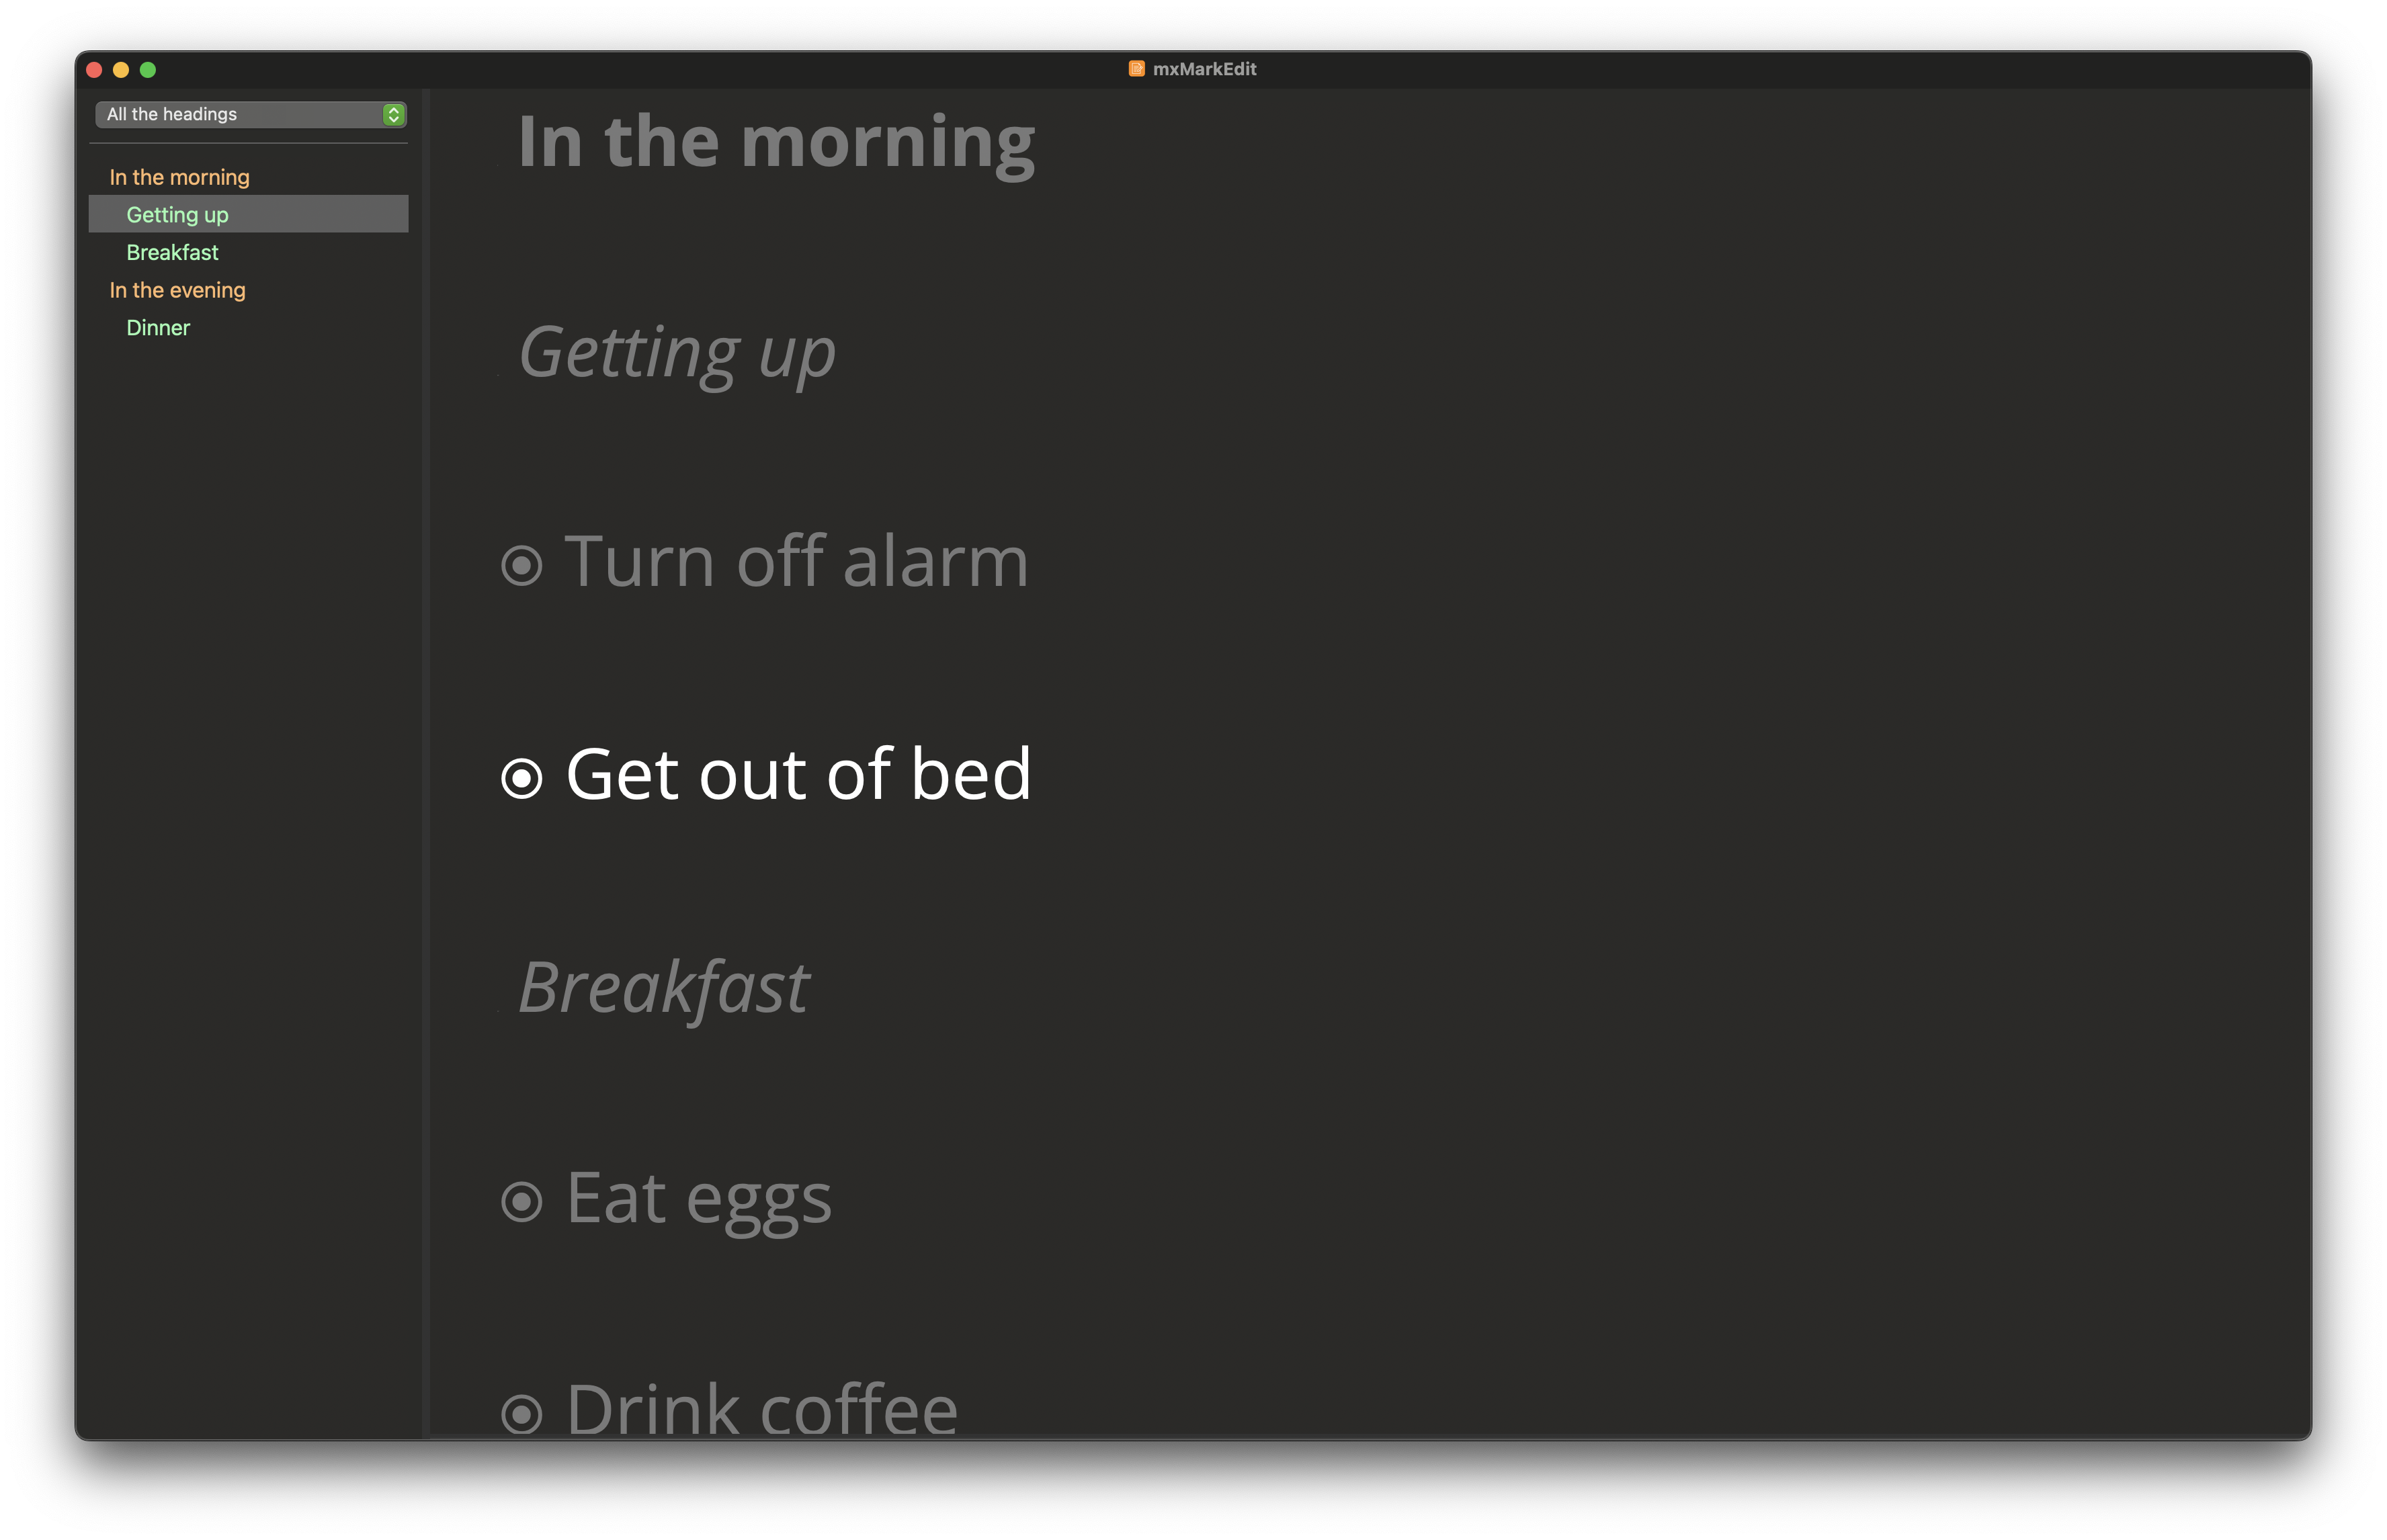 mxMarkEdit
All the headings
In the morning
Getting up
Breakfast
In the evening
Dinner
In the morning
Getting up
Turn off alarm
Get out of bed
Breakfast
Eat eggs
Drink coffee